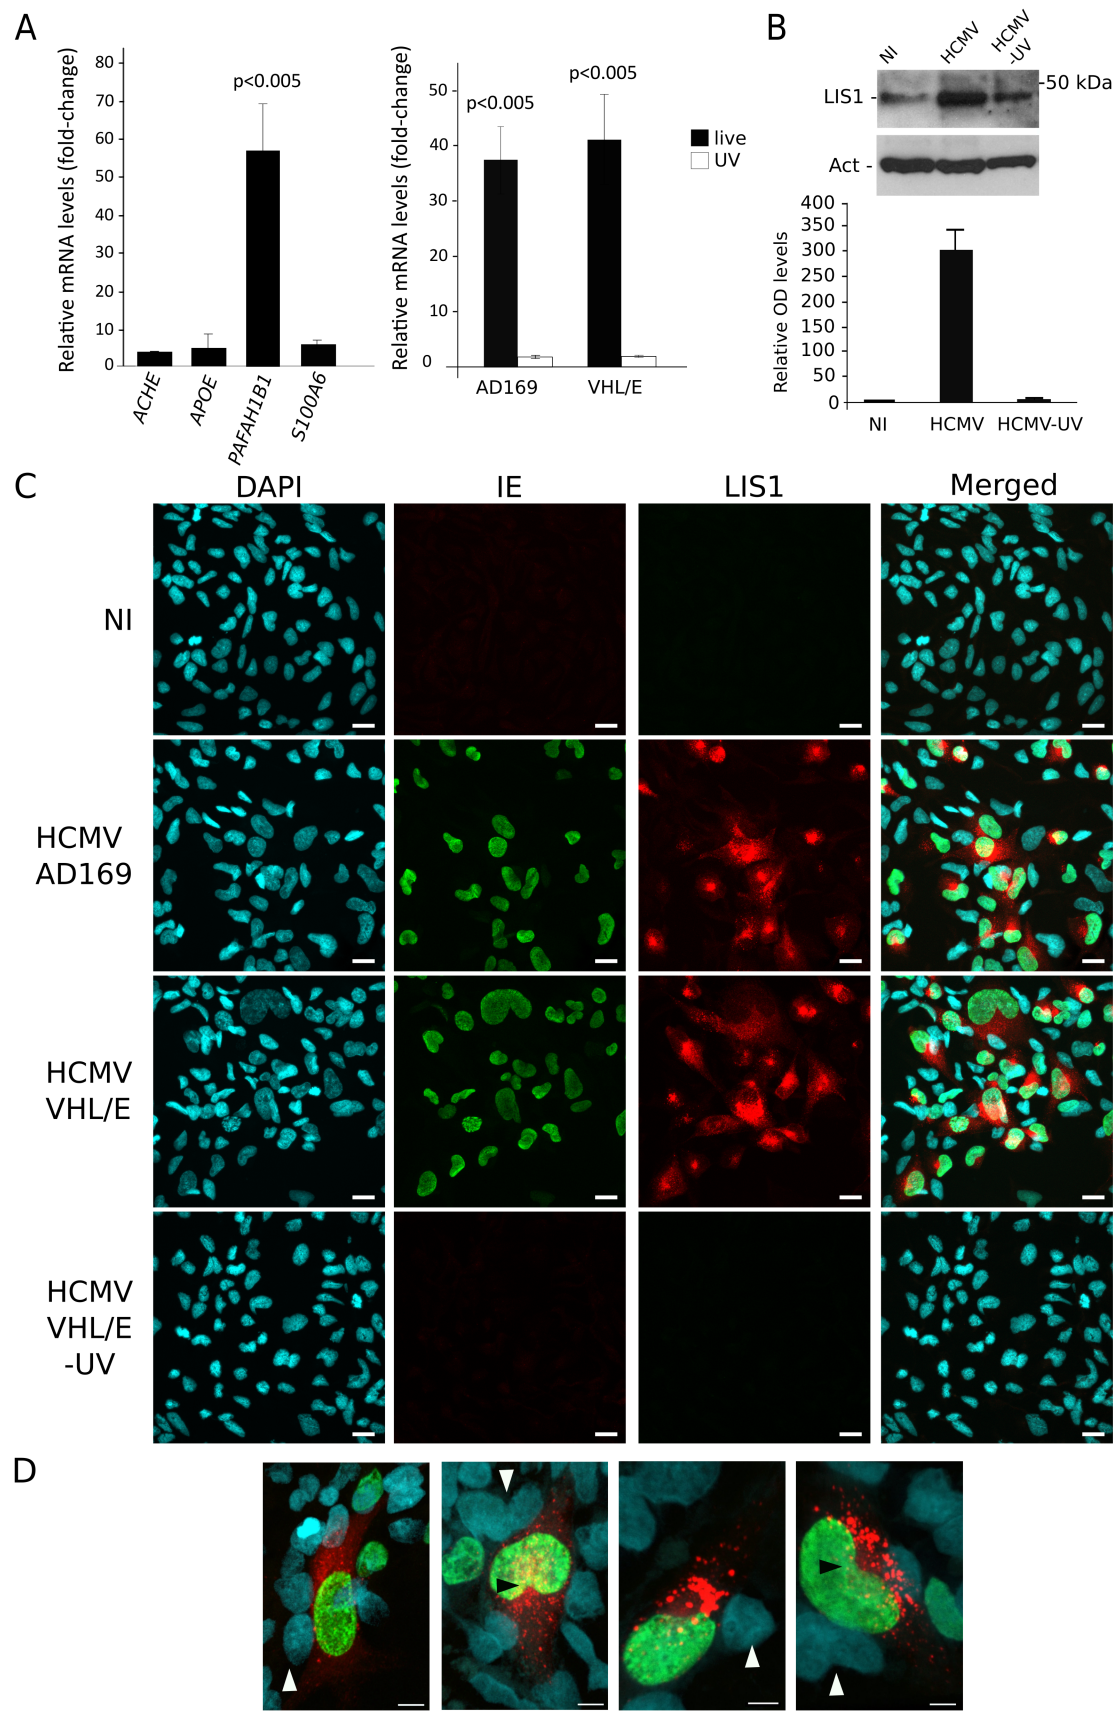 A
Relative mRNA levels (fold-change)
80
70
60
50
40
30
20
10
0
p<0.005
ACHE
APOE
PAFAH1B1
S100A6
Relative mRNA levels (fold-change)
50
40
30
20
10
0
p<0.005
p<0.005
AD169
VHL/E
live
UV
B
NI
HCMV
HCMV
-UV
LIS1 -
-50 kDa
Act -
Relative OD levels
400
350
300
250
200
150
100
50
0
NI
HCMV
HCMV-UV
C
DAPI
IE
LIS1
Merged
NI
HCMV
AD169
HCMV
VHL/E
HCMV
VHL/E
-UV
D